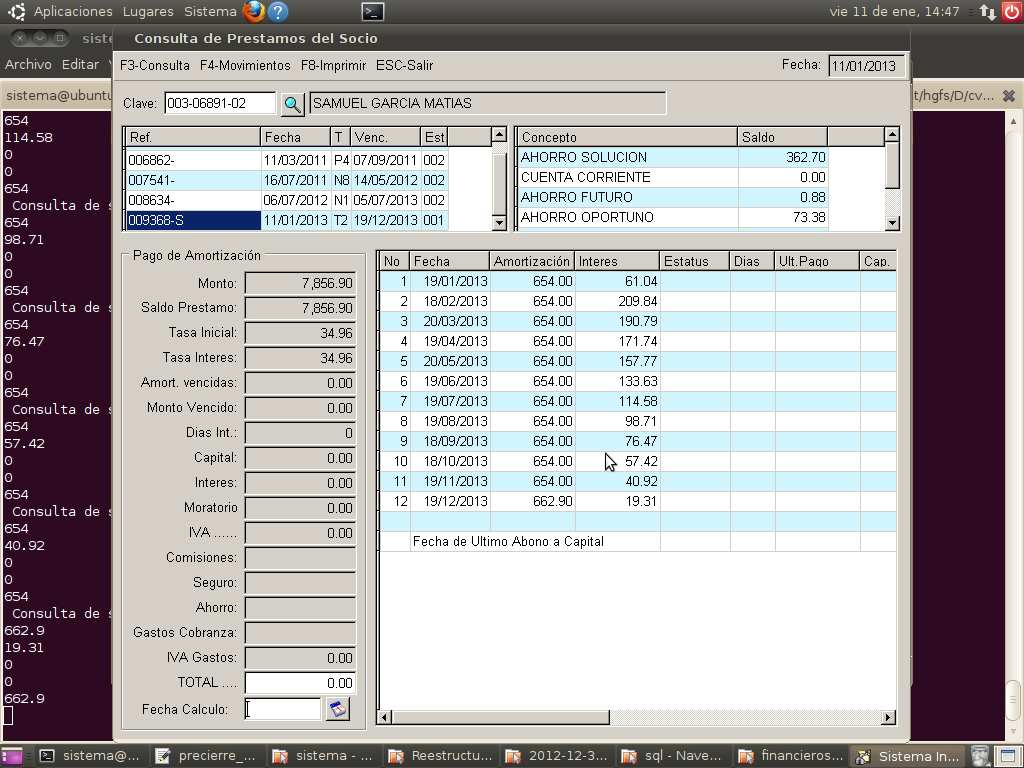 Aplicaciones Lugares Sistema vie 11 de ene, 14:47
siste Consulta de Prestamos del Socio
Archivo Editar
F3-Consulta F4-Movimientos F8-Imprimir ESC-Salir Fecha: 11/01/2013
sistema@ubuntu t/hgfs/D/cv...
Clave: 003-06891-02 SAMUEL GARCIA MATIAS
Ref. Fecha T Venc. Est
006862- 11/03/2011 P4 07/09/2011 002
007541- 16/07/2011 N8 14/05/2012 002
008634- 06/07/2012 N1 05/07/2013 002
009368-S 11/01/2013 T2 19/12/2013 001
Concepto Saldo
AHORRO SOLUCION 362.70
CUENTA CORRIENTE 0.00
AHORRO FUTURO 0.88
AHORRO OPORTUNO 73.38
Pago de Amortización
Monto: 7,856.90
Saldo Prestamo: 7,856.90
Tasa Inicial: 34.96
Tasa Interes: 34.96
Amort. vencidas: 0.00
Monto Vencido: 0.00
Dias Int.: 0
Capital: 0.00
Interes: 0.00
Moratorio 0.00
IVA ...... 0.00
Comisiones:
Seguro:
Ahorro:
Gastos Cobranza:
IVA Gastos: 0.00
TOTAL .... 0.00
Fecha Calculo:
No Fecha Amortización Interes Estatus Dias Ult.Pago Cap.
1 19/01/2013 654.00 61.04
2 18/02/2013 654.00 209.84
3 20/03/2013 654.00 190.79
4 19/04/2013 654.00 171.74
5 20/05/2013 654.00 157.77
6 19/06/2013 654.00 133.63
7 19/07/2013 654.00 114.58
8 19/08/2013 654.00 98.71
9 18/09/2013 654.00 76.47
10 18/10/2013 654.00 57.42
11 19/11/2013 654.00 40.92
12 19/12/2013 662.90 19.31
Fecha de Ultimo Abono a Capital
654
114.58
0
0
654
Consulta de s
654
98.71
0
0
654
Consulta de s
654
76.47
0
0
654
Consulta de s
654
57.42
0
0
654
Consulta de s
654
40.92
0
0
654
Consulta de s
662.9
19.31
0
0
662.9
sistema@... precierre_... sistema - ... Reestructu... 2012-12-3... sql - Nave... financieros... Sistema In...